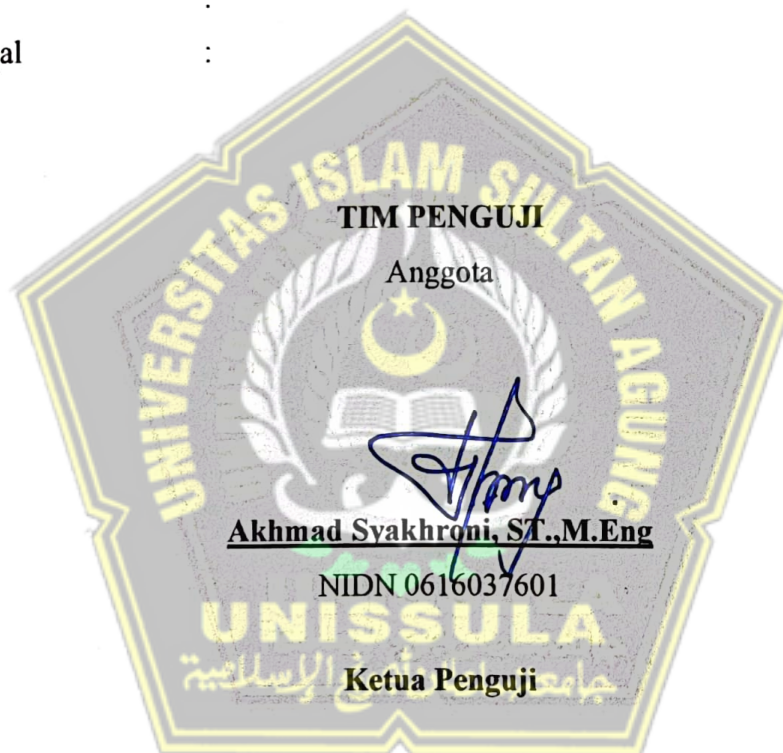 :
al :
UNIVERSITAS ISLAM SULTAN AGUNG
TIM PENGUJI
Anggota
Akhmad Syakhroni, ST.,M.Eng
NIDN 0616037601
UNISSULA
Ketua Penguji